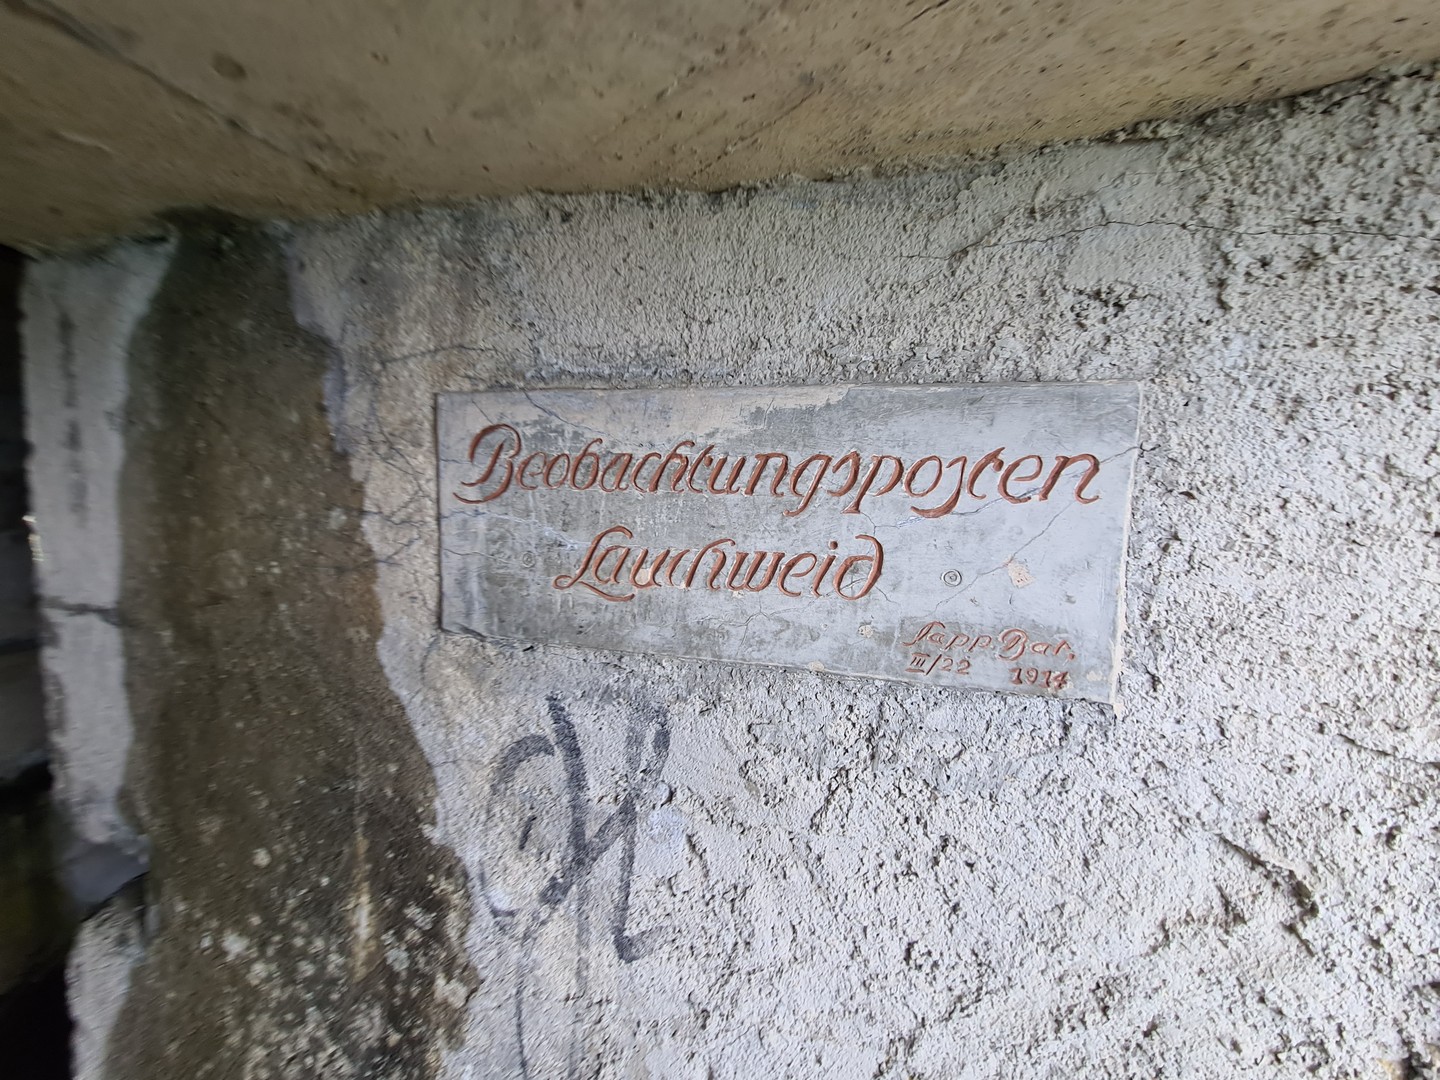 Beobachtungsposten
Lauchweid
Sapp. Bat.
III/22 1914